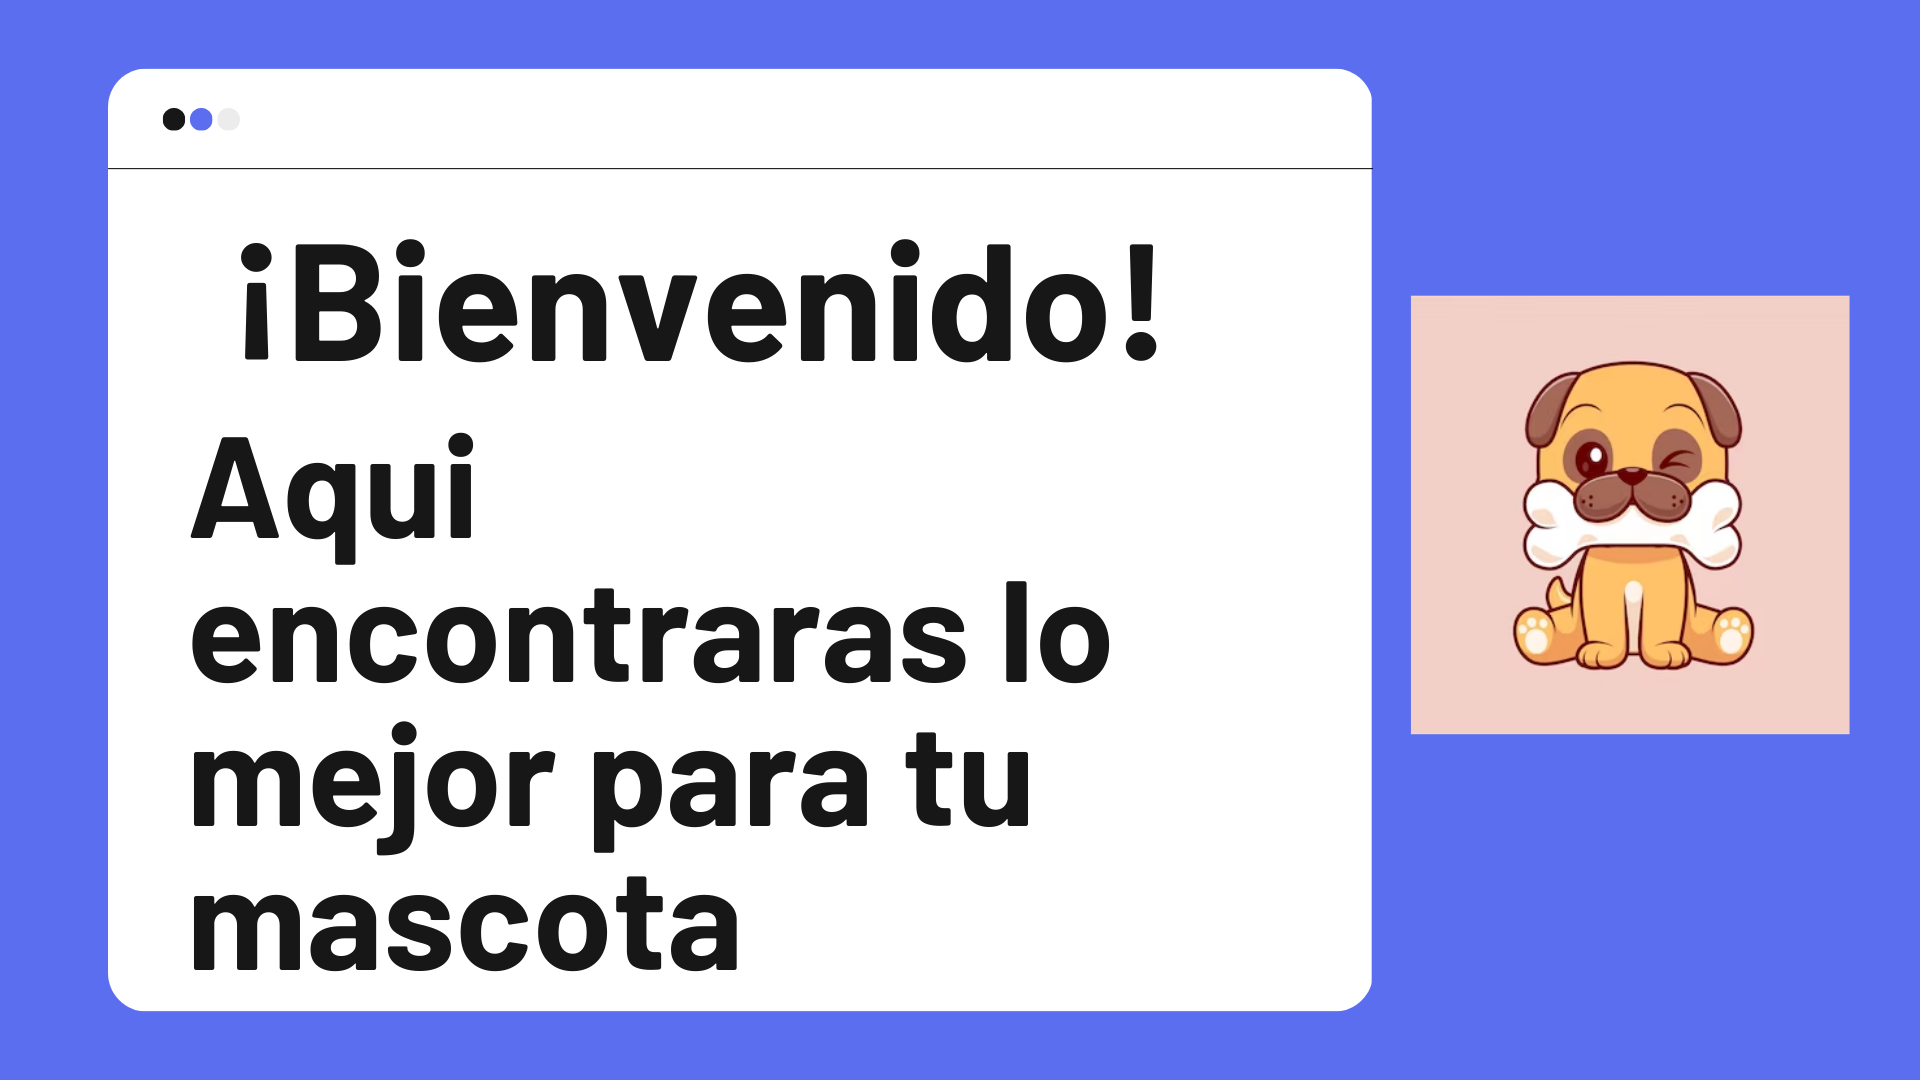 ¡Bienvenido!
Aqui
encontraras lo
mejor para tu
mascota